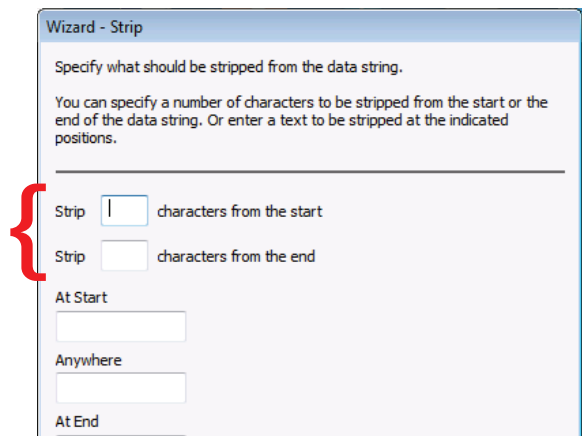 Wizard - Strip
Specify what should be stripped from the data string.
You can specify a number of characters to be stripped from the start or the
end of the data string. Or enter a text to be stripped at the indicated
positions.
Strip characters from the start
Strip characters from the end
At Start
Anywhere
At End